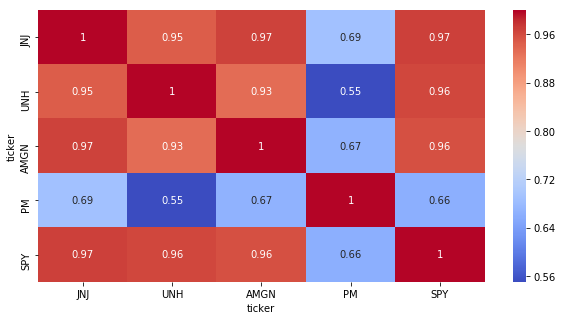 JNJ 1 0.95 0.97 0.69 0.97
UNH 0.95 1 0.93 0.55 0.96
AMGN 0.97 0.93 1 0.67 0.96
PM 0.69 0.55 0.67 1 0.66
SPY 0.97 0.96 0.96 0.66 1
ticker
JNJ UNH AMGN PM SPY
ticker
0.96
0.88
0.80
0.72
0.64
0.56